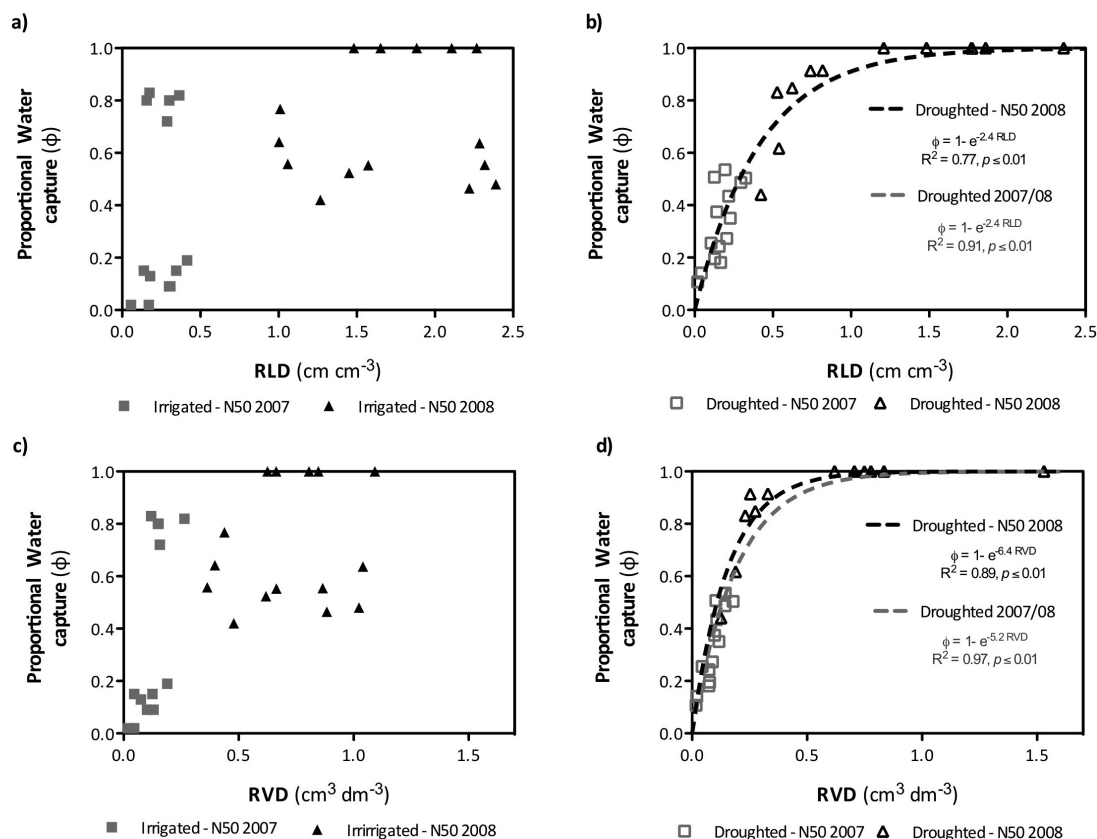 a)
1.0
0.8
0.6
0.4
0.2
0.0
Proportional Water
capture (ϕ)
0.0 0.5 1.0 1.5 2.0 2.5
RLD (cm cm⁻³)
Irrigated - N50 2007 Irrigated - N50 2008
b)
1.0
0.8
0.6
0.4
0.2
0.0
Proportional Water
capture (ϕ)
Droughted - N50 2008
ϕ = 1- e⁻²·⁴ ᴿᴸᴰ
R² = 0.77, p ≤ 0.01
Droughted 2007/08
ϕ = 1- e⁻²·⁴ ᴿᴸᴰ
R² = 0.91, p ≤ 0.01
0.0 0.5 1.0 1.5 2.0 2.5
RLD (cm cm⁻³)
Droughted - N50 2007 Droughted - N50 2008
c)
1.0
0.8
0.6
0.4
0.2
0.0
Proportional Water
capture (ϕ)
0.0 0.5 1.0 1.5
RVD (cm³ dm⁻³)
Irrigated - N50 2007 Irrirrigated - N50 2008
d)
1.0
0.8
0.6
0.4
0.2
0.0
Proportional Water
capture (ϕ)
Droughted - N50 2008
ϕ = 1- e⁻⁶·⁴ ᴿⱽᴰ
R² = 0.89, p ≤ 0.01
Droughted 2007/08
ϕ = 1- e⁻⁵·² ᴿⱽᴰ
R² = 0.97, p ≤ 0.01
0.0 0.5 1.0 1.5
RVD (cm³ dm⁻³)
Droughted - N50 2007 Droughted - N50 2008